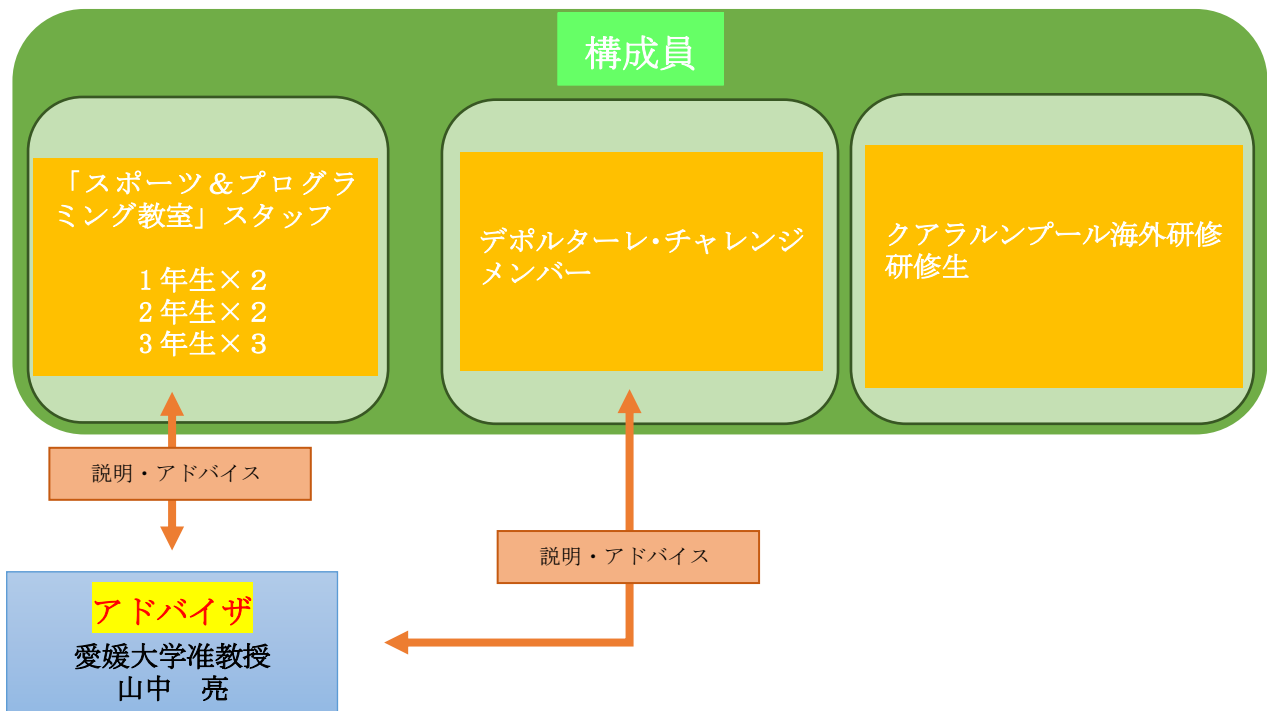 構成員
「スポーツ＆プログラ
ミング教室」スタッフ
1年生×２
2年生×２
3年生×３
デポルターレ・チャレンジ
メンバー
クアラルンプール海外研修
研修生
説明・アドバイス
説明・アドバイス
アドバイザ
愛媛大学准教授
山中　亮